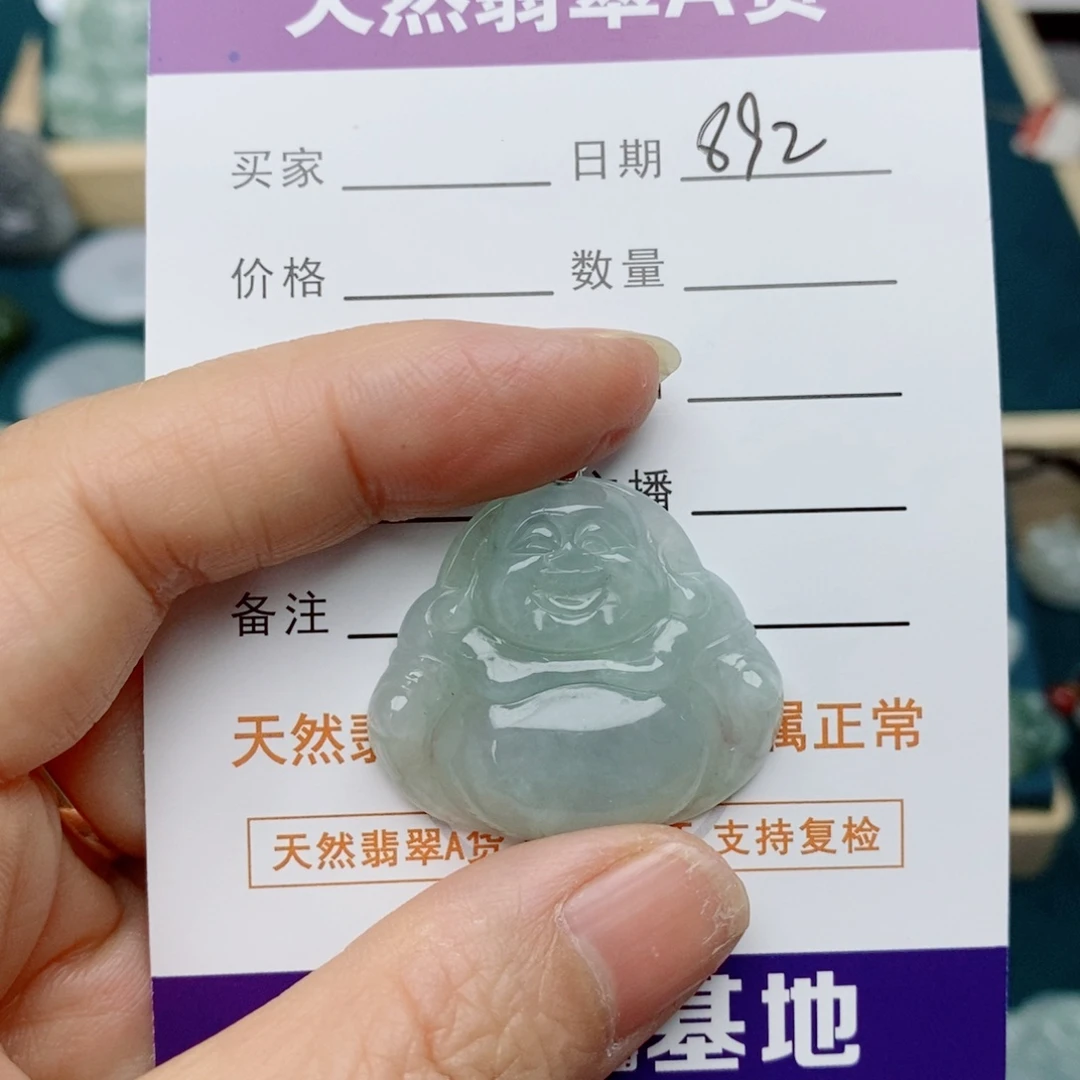 天然翡翠A货
买家 日期 892
价格 数量
播
备注
天然 属正常
天然翡翠A货 支持复检
基地